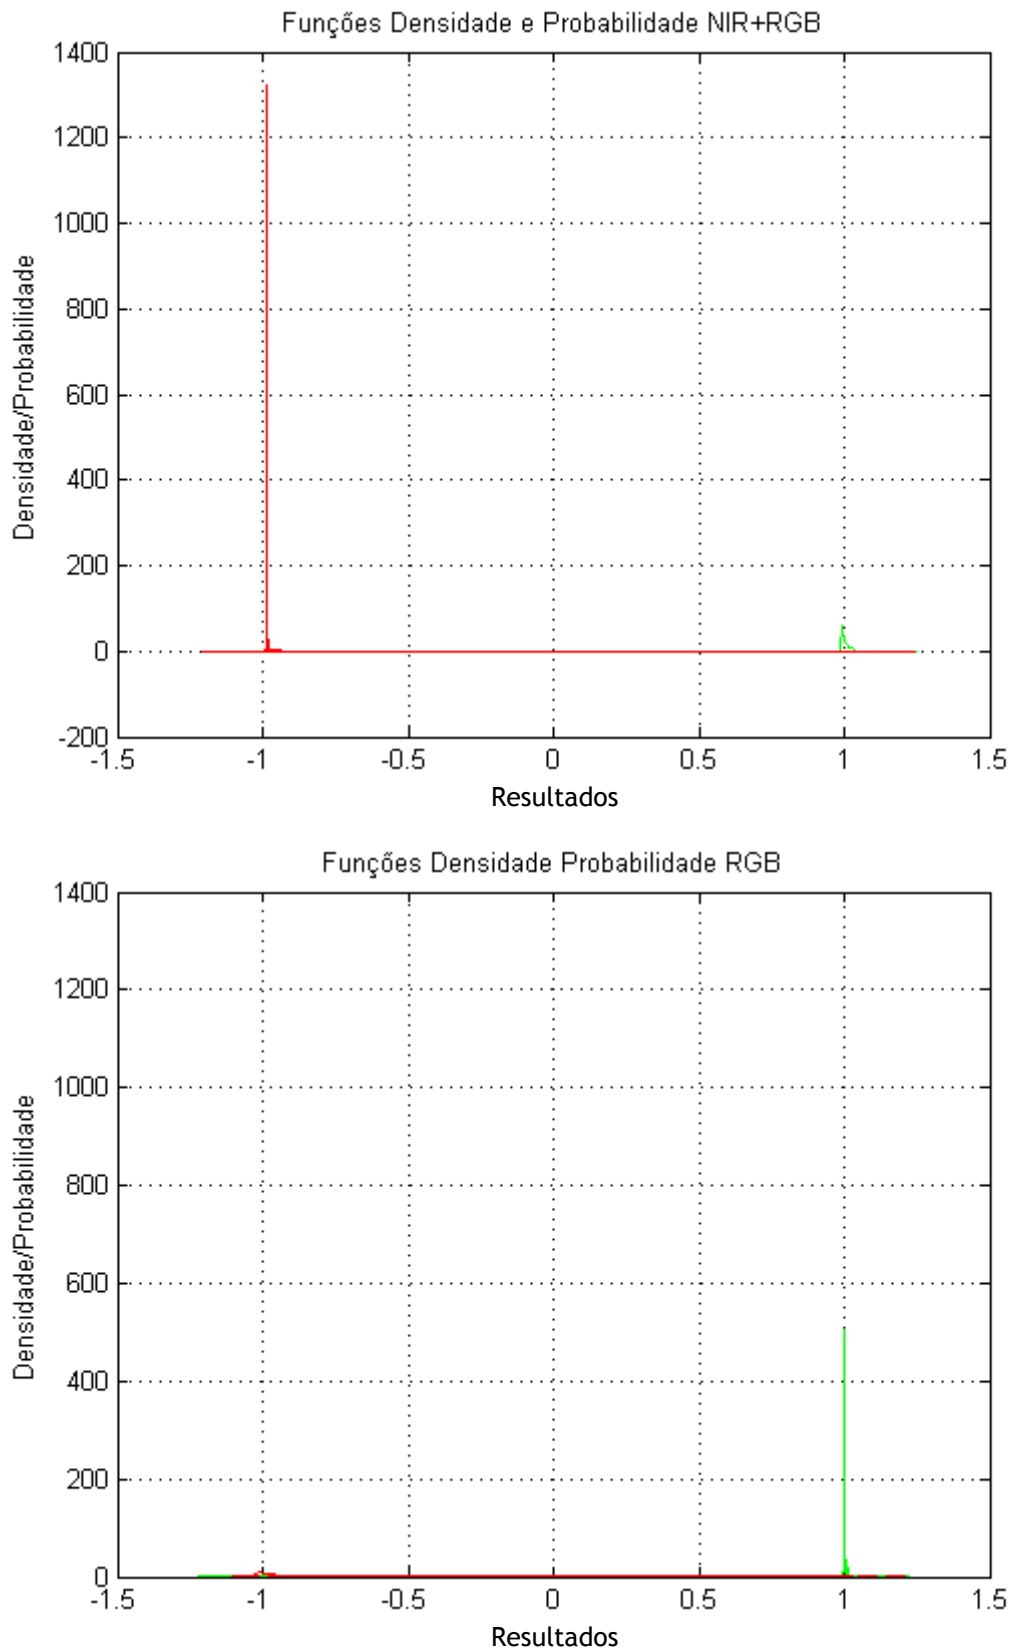 Funções Densidade e Probabilidade NIR+RGB
1400
1200
1000
800
600
400
200
0
-200
Densidade/Probabilidade
-1.5 -1 -0.5 0 0.5 1 1.5
Resultados
Funções Densidade Probabilidade RGB
1400
1200
1000
800
600
400
200
0
Densidade/Probabilidade
-1.5 -1 -0.5 0 0.5 1 1.5
Resultados